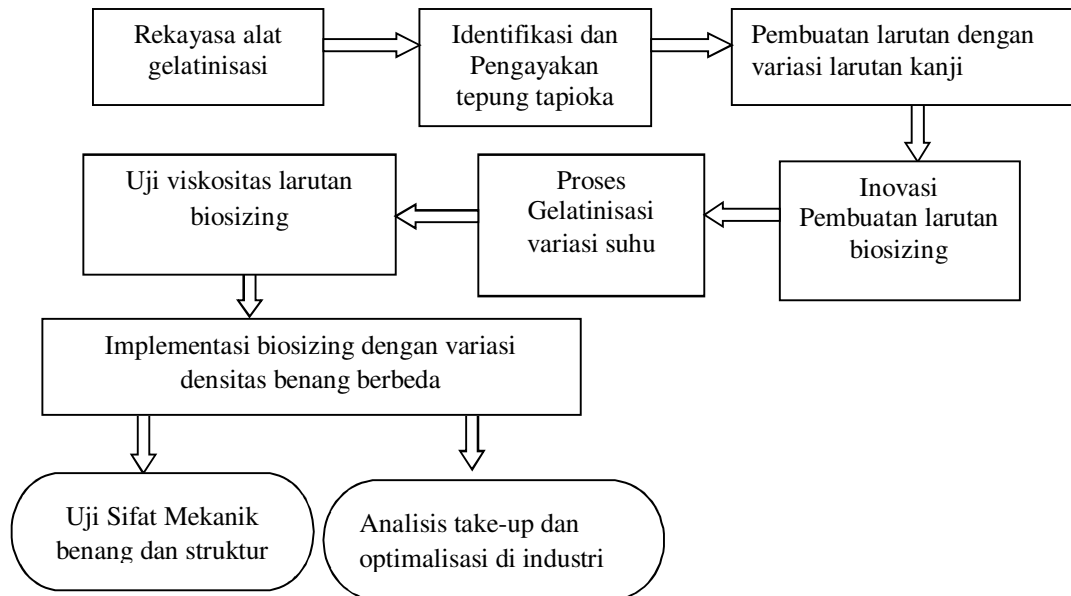 Rekayasa alat
gelatinisasi
Identifikasi dan
Pengayakan
tepung tapioka
Pembuatan larutan dengan
variasi larutan kanji
Inovasi
Pembuatan larutan
biosizing
Proses
Gelatinisasi
variasi suhu
Uji viskositas larutan
biosizing
Implementasi biosizing dengan variasi
densitas benang berbeda
Uji Sifat Mekanik
benang dan struktur
Analisis take-up dan
optimalisasi di industri